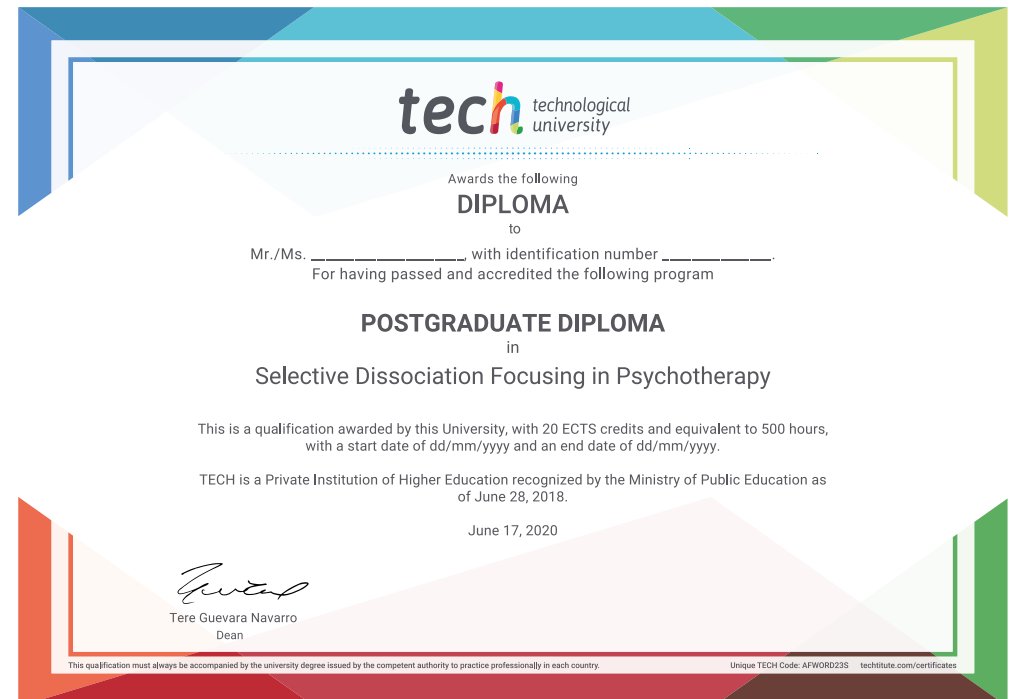 tech technological
university
Awards the following
DIPLOMA
to
Mr./Ms. ____________________, with identification number ______________.
For having passed and accredited the following program
POSTGRADUATE DIPLOMA
in
Selective Dissociation Focusing in Psychotherapy
This is a qualification awarded by this University, with 20 ECTS credits and equivalent to 500 hours,
with a start date of dd/mm/yyyy and an end date of dd/mm/yyyy.
TECH is a Private Institution of Higher Education recognized by the Ministry of Public Education as
of June 28, 2018.
June 17, 2020
Tere Guevara Navarro
Dean
This qualification must always be accompanied by the university degree issued by the competent authority to practice professionally in each country.
Unique TECH Code: AFWORD23S techtitute.com/certificates